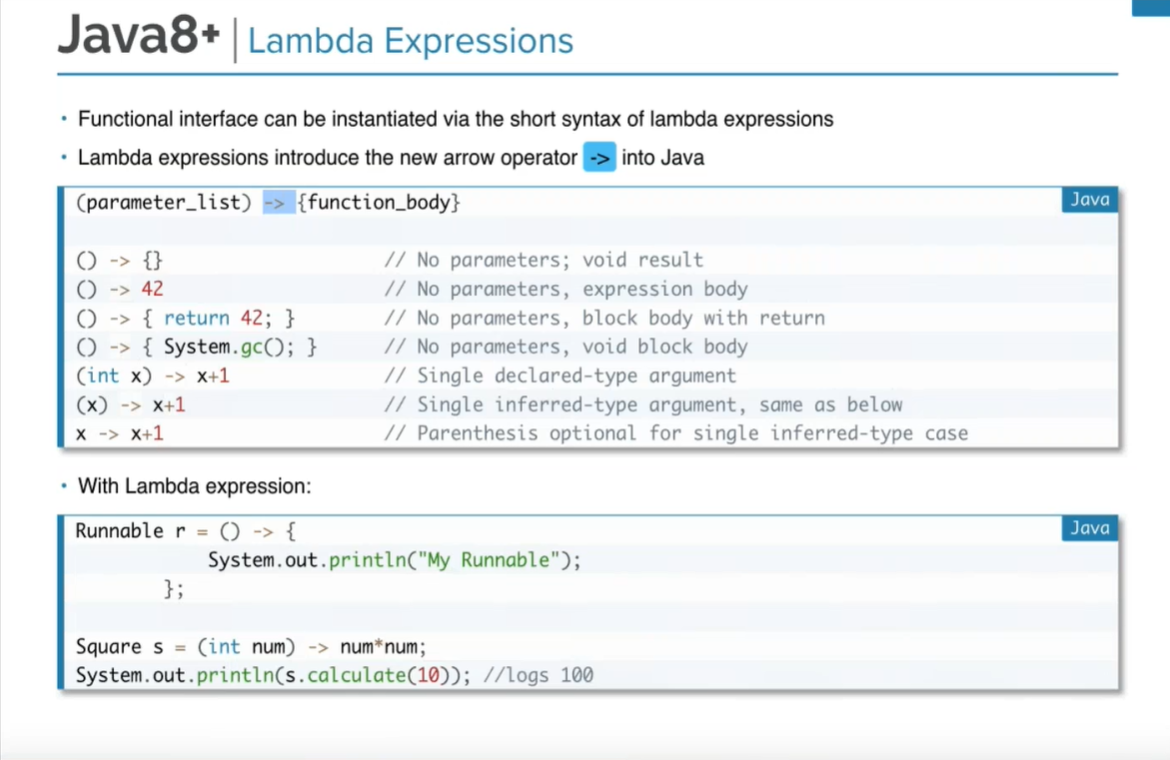 Java8+ | Lambda Expressions
• Functional interface can be instantiated via the short syntax of lambda expressions
• Lambda expressions introduce the new arrow operator -> into Java
(parameter_list) -> {function_body}
Java
() -> {} // No parameters; void result
() -> 42 // No parameters, expression body
() -> { return 42; } // No parameters, block body with return
() -> { System.gc(); } // No parameters, void block body
(int x) -> x+1 // Single declared-type argument
(x) -> x+1 // Single inferred-type argument, same as below
x -> x+1 // Parenthesis optional for single inferred-type case
• With Lambda expression:
Runnable r = () -> {
Java
System.out.println("My Runnable");
};
Square s = (int num) -> num*num;
System.out.println(s.calculate(10)); //logs 100